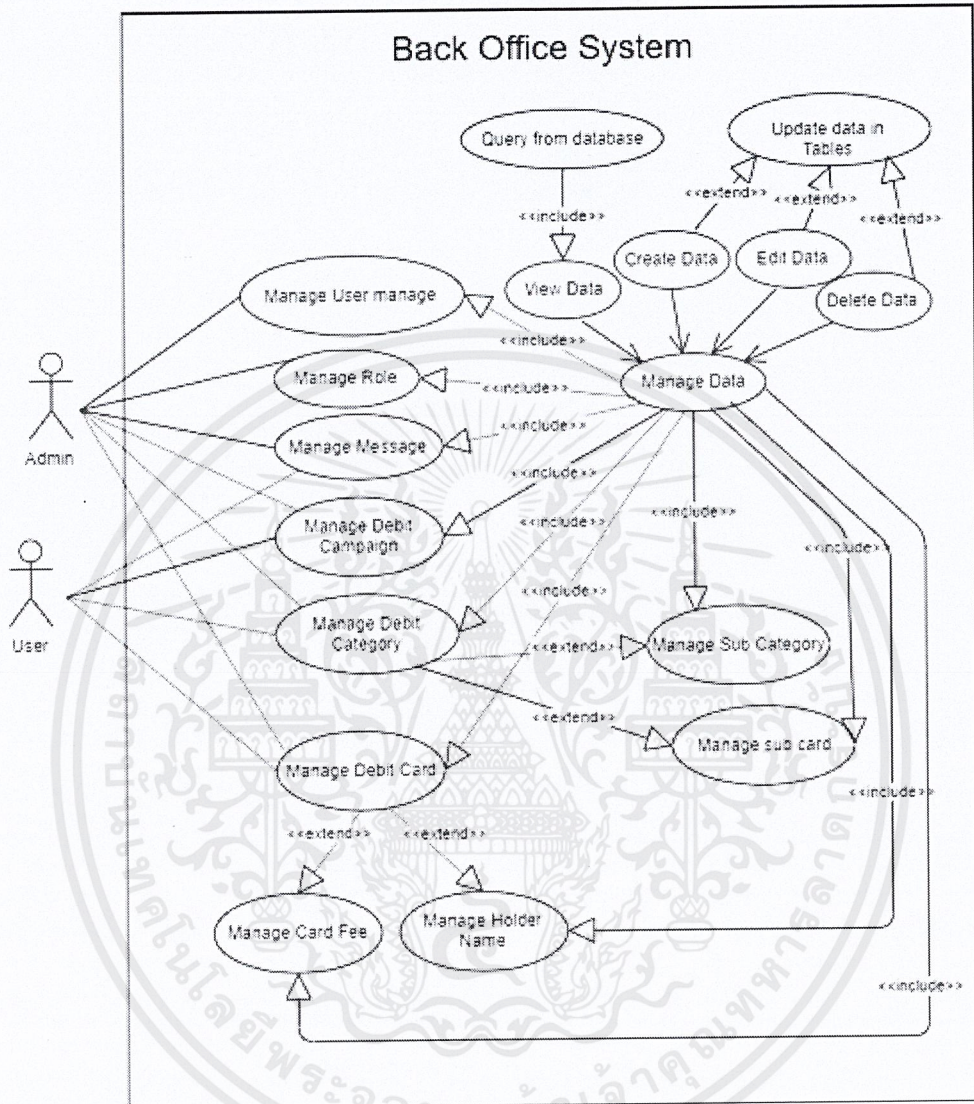 Back Office System
Query from database
Update data in
Tables
<<include>>
<<extend>>
<<extend>>
<<extend>>
Create Data
Edit Data
View Data
Delete Data
Manage User manage
<<include>>
Manage Role
<<include>>
Manage Data
Admin
Manage Message
<<include>>
Manage Debit
Campaign
<<include>>
<<include>>
<<include>>
<<include>>
User
Manage Debit
Category
<<include>>
<<extend>>
Manage Sub Category
<<extend>>
Manage sub card
Manage Debit Card
<<include>>
<<extend>>
<<extend>>
Manage Card Fee
Manage Holder
Name
<<include>>